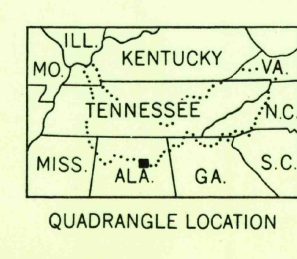 ILL.
KENTUCKY
VA.
MO.
TENNESSEE
N.C.
MISS.
ALA.
GA.
S.C.
QUADRANGLE LOCATION